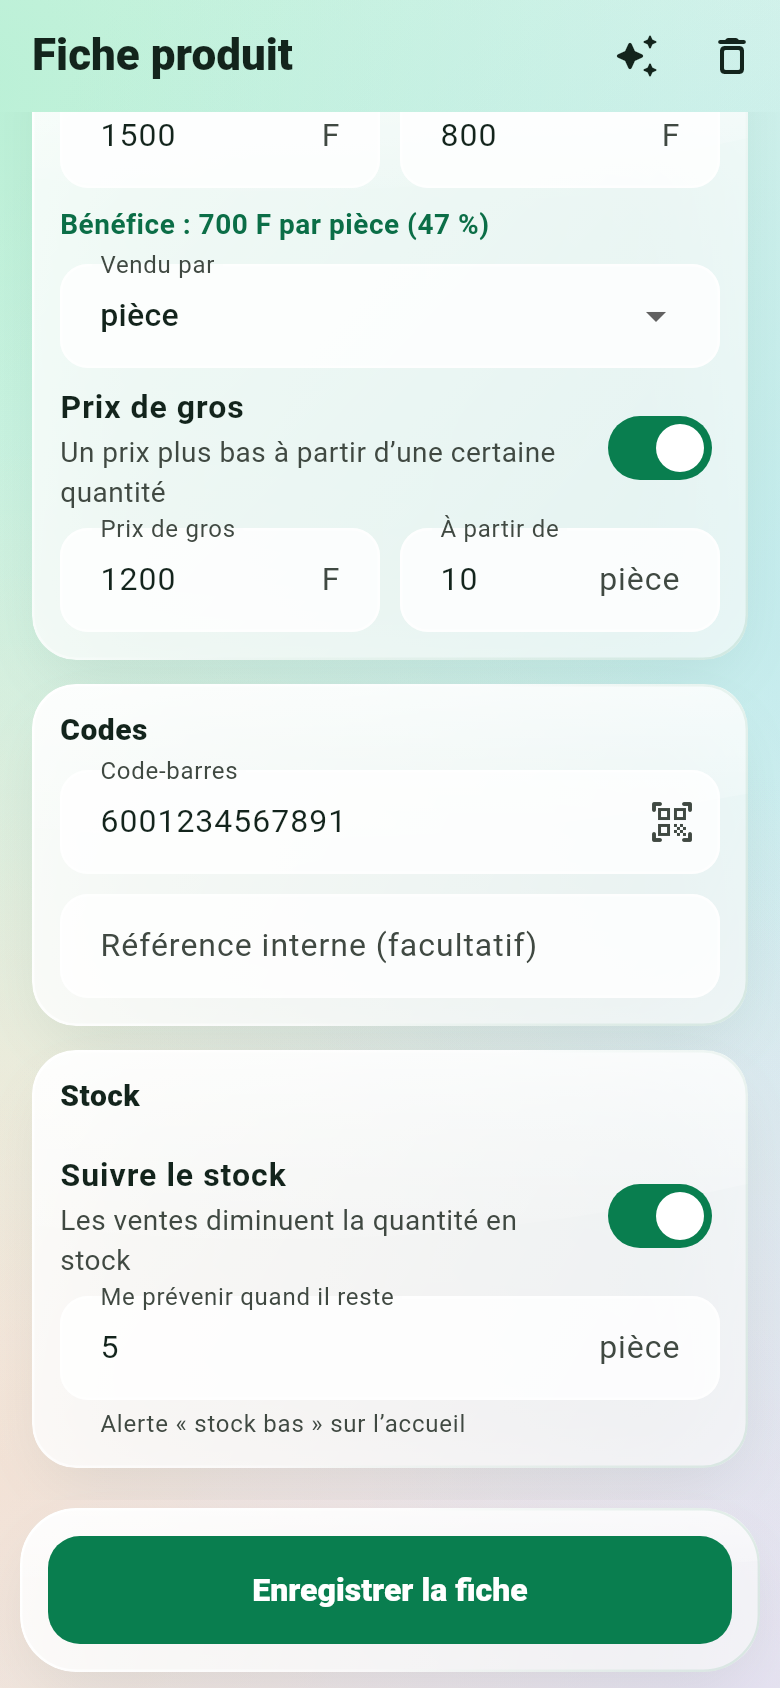 Fiche produit
1500 F 800 F
Bénéfice : 700 F par pièce (47 %)
Vendu par
pièce
Prix de gros
Un prix plus bas à partir d’une certaine
quantité
Prix de gros À partir de
1200 F 10 pièce
Codes
Code-barres
6001234567891
Référence interne (facultatif)
Stock
Suivre le stock
Les ventes diminuent la quantité en
stock
Me prévenir quand il reste
5 pièce
Alerte « stock bas » sur l’accueil
Enregistrer la fiche